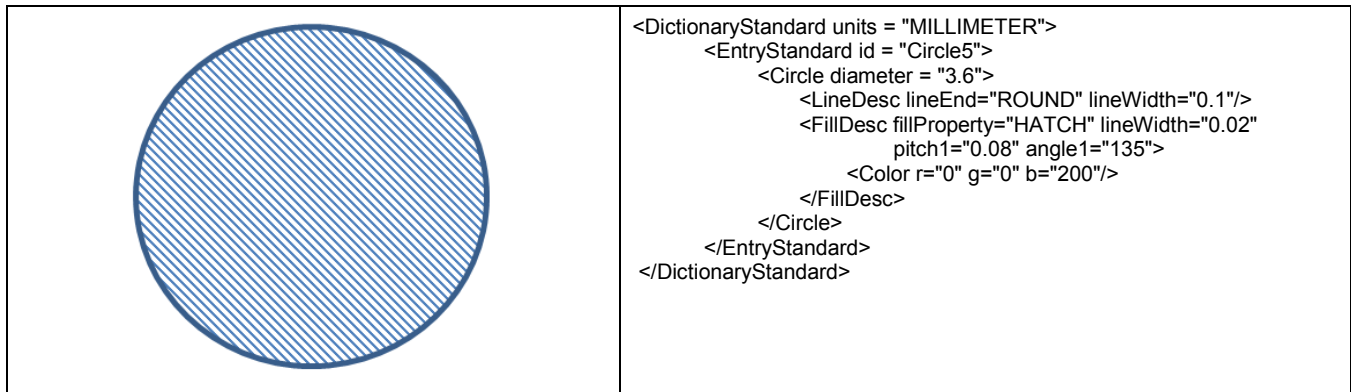 <DictionaryStandard units = "MILLIMETER">
<EntryStandard id = "Circle5">
<Circle diameter = "3.6">
<LineDesc lineEnd="ROUND" lineWidth="0.1"/>
<FillDesc fillProperty="HATCH" lineWidth="0.02"
pitch1="0.08" angle1="135">
<Color r="0" g="0" b="200"/>
</FillDesc>
</Circle>
</EntryStandard>
</DictionaryStandard>